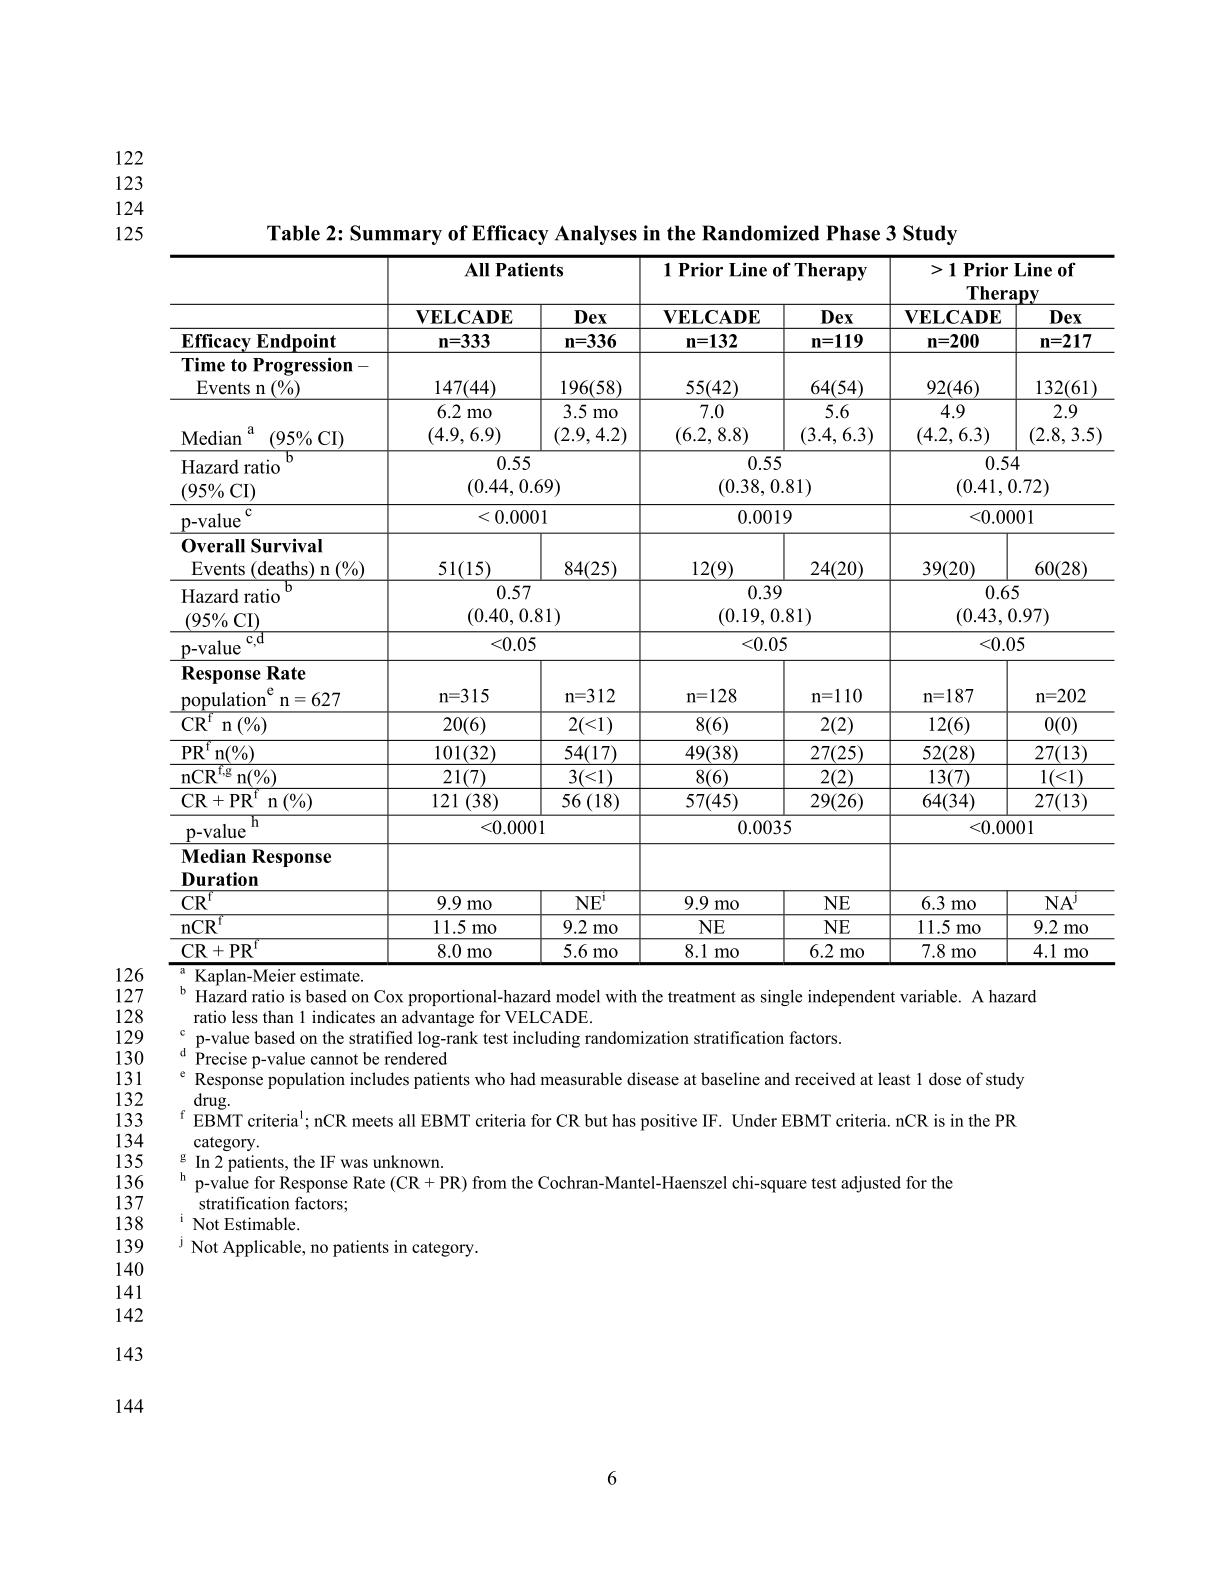 122
123
124
125 Table 2: Summary of Efficacy Analyses in the Randomized Phase 3 Study
All Patients 1 Prior Line of Therapy > 1 Prior Line of
Therapy
VELCADE Dex VELCADE Dex VELCADE Dex
Efficacy Endpoint n=333 n=336 n=132 n=119 n=200 n=217
Time to Progression –
Events n (%) 147(44) 196(58) 55(42) 64(54) 92(46) 132(61)
6.2 mo 3.5 mo 7.0 5.6 4.9 2.9
Median a (95% CI) (4.9, 6.9) (2.9, 4.2) (6.2, 8.8) (3.4, 6.3) (4.2, 6.3) (2.8, 3.5)
Hazard ratio b 0.55 0.55 0.54
(95% CI) (0.44, 0.69) (0.38, 0.81) (0.41, 0.72)
p-value c < 0.0001 0.0019 <0.0001
Overall Survival
Events (deaths) n (%) 51(15) 84(25) 12(9) 24(20) 39(20) 60(28)
Hazard ratio b 0.57 0.39 0.65
(95% CI) (0.40, 0.81) (0.19, 0.81) (0.43, 0.97)
p-value c,d <0.05 <0.05 <0.05
Response Rate
population e n = 627 n=315 n=312 n=128 n=110 n=187 n=202
CR f n (%) 20(6) 2(<1) 8(6) 2(2) 12(6) 0(0)
PR f n(%) 101(32) 54(17) 49(38) 27(25) 52(28) 27(13)
nCR f,g n(%) 21(7) 3(<1) 8(6) 2(2) 13(7) 1(<1)
CR + PR f n (%) 121 (38) 56 (18) 57(45) 29(26) 64(34) 27(13)
p-value h <0.0001 0.0035 <0.0001
Median Response
Duration
CR f 9.9 mo NE i 9.9 mo NE 6.3 mo NA j
nCR f 11.5 mo 9.2 mo NE NE 11.5 mo 9.2 mo
CR + PR f 8.0 mo 5.6 mo 8.1 mo 6.2 mo 7.8 mo 4.1 mo
126 a Kaplan-Meier estimate.
127 b Hazard ratio is based on Cox proportional-hazard model with the treatment as single independent variable. A hazard
128 ratio less than 1 indicates an advantage for VELCADE.
129 c p-value based on the stratified log-rank test including randomization stratification factors.
130 d Precise p-value cannot be rendered
131 e Response population includes patients who had measurable disease at baseline and received at least 1 dose of study
132 drug.
133 f EBMT criteria1; nCR meets all EBMT criteria for CR but has positive IF. Under EBMT criteria. nCR is in the PR
134 category.
135 g In 2 patients, the IF was unknown.
136 h p-value for Response Rate (CR + PR) from the Cochran-Mantel-Haenszel chi-square test adjusted for the
137 stratification factors;
138 i Not Estimable.
139 j Not Applicable, no patients in category.
140
141
142
143
144
6